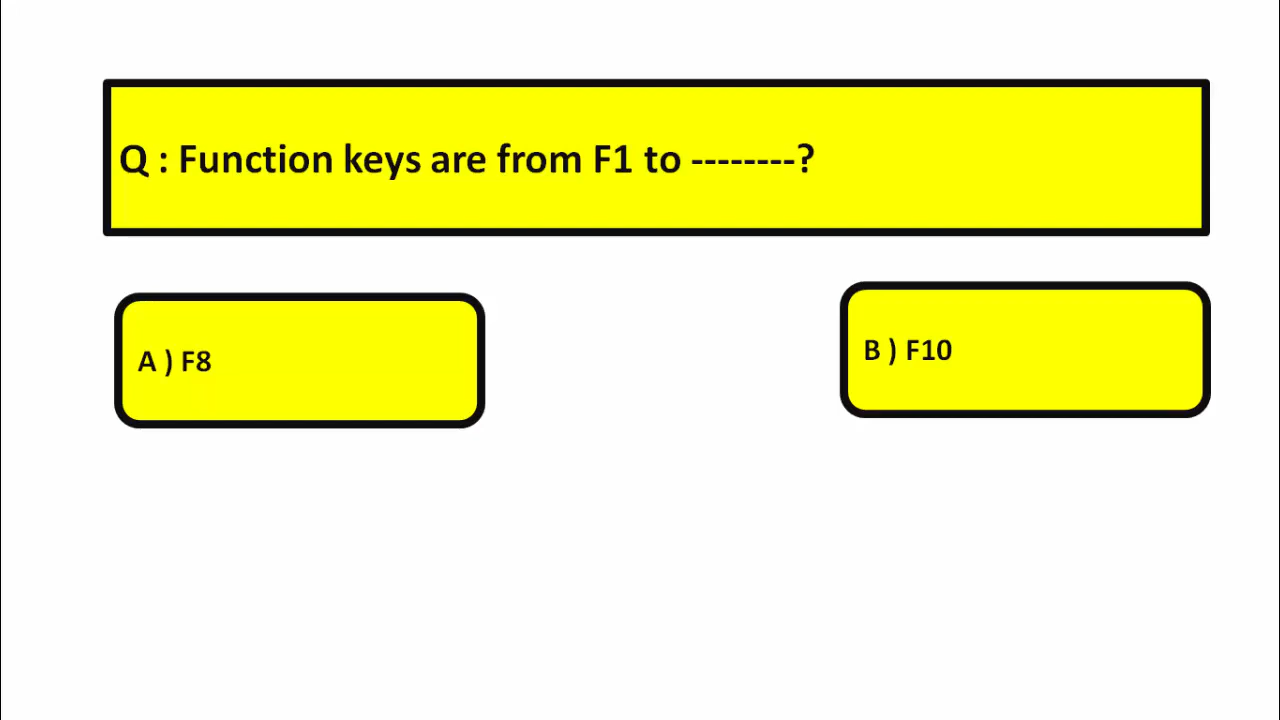 Q : Function keys are from F1 to --------?
A ) F8
B ) F10